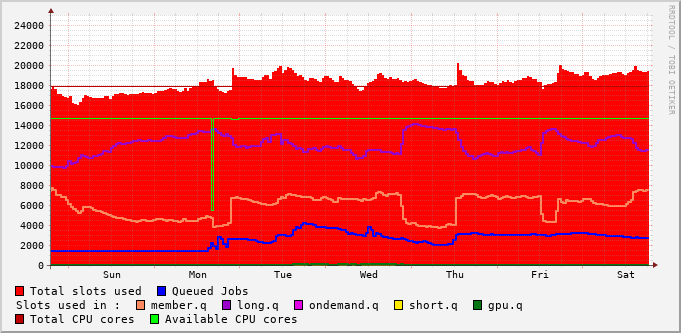 24000
22000
20000
18000
16000
14000
12000
10000
8000
6000
4000
2000
0
Sun Mon Tue Wed Thu Fri Sat
RRDTOOL / TOBI OETIKER
Total slots used Queued Jobs
Slots used in : member.q long.q ondemand.q short.q gpu.q
Total CPU cores Available CPU cores